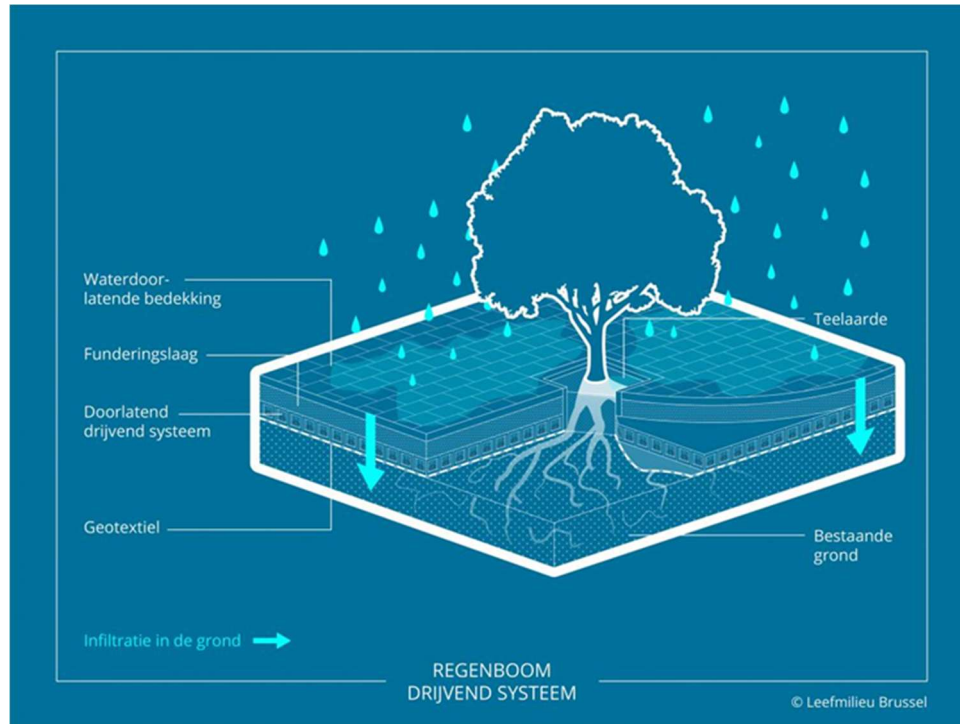 Waterdoor-
latende bedekking
Funderingslaag
Doorlatend
drijvend systeem
Geotextiel
Teelaarde
Bestaande
grond
Infiltratie in de grond
REGENBOOM
DRIJVEND SYSTEEM
© Leefmilieu Brussel